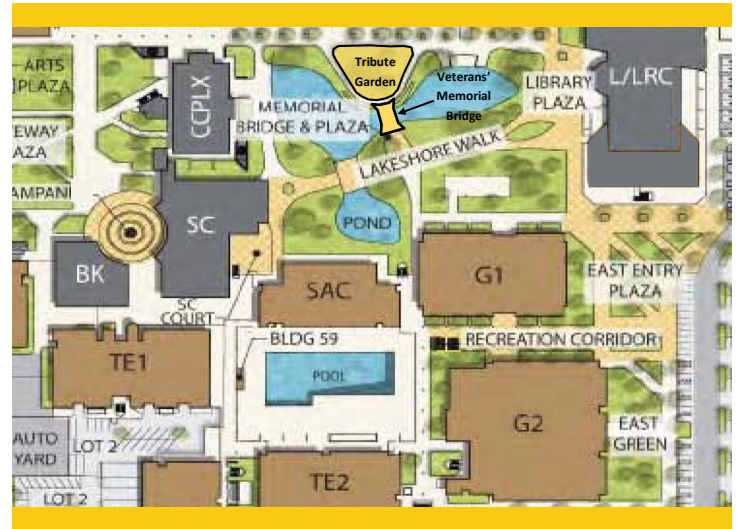 ARTS
PLAZA
Tribute
Garden
Veterans'
Memorial
Bridge
L/LRC
LIBRARY
PLAZA
CCPLX
MEMORIAL
BRIDGE & PLAZA
LAKESHORE WALK
EWAY
AZA
AMPANI
SC
POND
BK
G1
EAST ENTRY
PLAZA
SAC
SC
COURT
BLDG 59
RECREATION CORRIDOR
TE1
POOL
G2
EAST
GREEN
AUTO
YARD
LOT 2
LOT 2
TE2